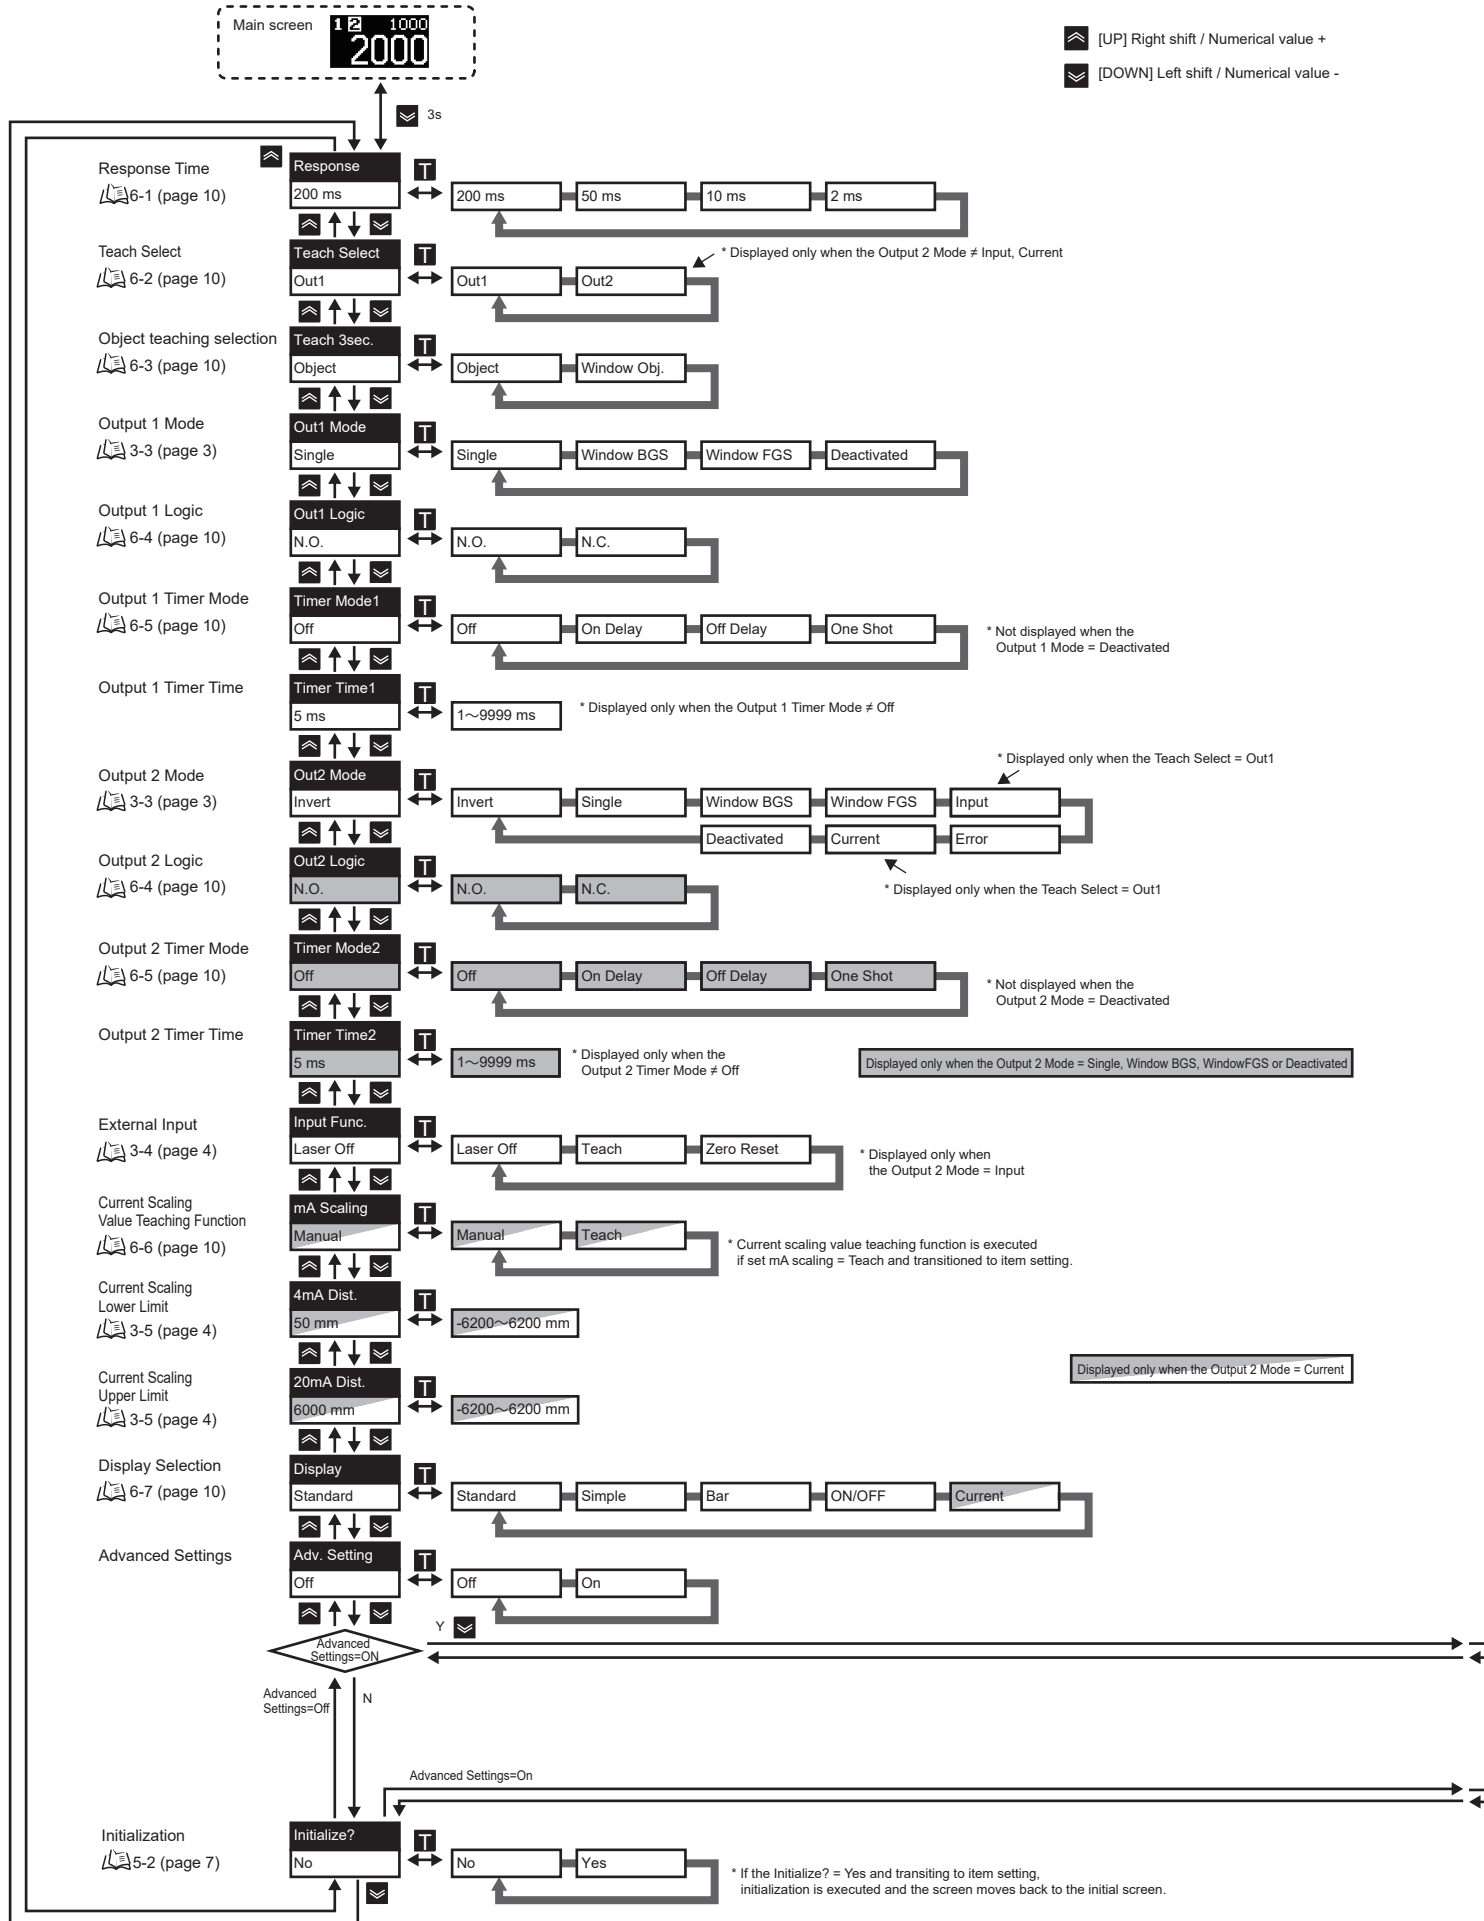 Main screen
1 2 1000
2000
[UP] Right shift / Numerical value +
[DOWN] Left shift / Numerical value -
3s
Response Time
6-1 (page 10)
Response
200 ms
T
200 ms
50 ms
10 ms
2 ms
Teach Select
6-2 (page 10)
Teach Select
Out1
T
Out1
Out2
* Displayed only when the Output 2 Mode ≠ Input, Current
Object teaching selection
6-3 (page 10)
Teach 3sec.
Object
T
Object
Window Obj.
Output 1 Mode
3-3 (page 3)
Out1 Mode
Single
T
Single
Window BGS
Window FGS
Deactivated
Output 1 Logic
6-4 (page 10)
Out1 Logic
N.O.
T
N.O.
N.C.
Output 1 Timer Mode
6-5 (page 10)
Timer Mode1
Off
T
Off
On Delay
Off Delay
One Shot
* Not displayed when the
Output 1 Mode = Deactivated
Output 1 Timer Time
Timer Time1
5 ms
T
1～9999 ms
* Displayed only when the Output 1 Timer Mode ≠ Off
Output 2 Mode
3-3 (page 3)
Out2 Mode
Invert
T
Invert
Single
Window BGS
Window FGS
Input
* Displayed only when the Teach Select = Out1
Deactivated
Current
Error
* Displayed only when the Teach Select = Out1
Output 2 Logic
6-4 (page 10)
Out2 Logic
N.O.
T
N.O.
N.C.
Output 2 Timer Mode
6-5 (page 10)
Timer Mode2
Off
T
Off
On Delay
Off Delay
One Shot
* Not displayed when the
Output 2 Mode = Deactivated
Output 2 Timer Time
Timer Time2
5 ms
T
1～9999 ms
* Displayed only when the
Output 2 Timer Mode ≠ Off
Displayed only when the Output 2 Mode = Single, Window BGS, WindowFGS or Deactivated
External Input
3-4 (page 4)
Input Func.
Laser Off
T
Laser Off
Teach
Zero Reset
* Displayed only when
the Output 2 Mode = Input
Current Scaling
Value Teaching Function
6-6 (page 10)
mA Scaling
Manual
T
Manual
Teach
* Current scaling value teaching function is executed
if set mA scaling = Teach and transitioned to item setting.
Current Scaling
Lower Limit
3-5 (page 4)
4mA Dist.
50 mm
T
-6200～6200 mm
Displayed only when the Output 2 Mode = Current
Current Scaling
Upper Limit
3-5 (page 4)
20mA Dist.
6000 mm
T
-6200～6200 mm
Display Selection
6-7 (page 10)
Display
Standard
T
Standard
Simple
Bar
ON/OFF
Current
Advanced Settings
Adv. Setting
Off
T
Off
On
Y
Advanced
Settings=ON
Advanced
Settings=Off
N
Advanced Settings=On
Initialization
5-2 (page 7)
Initialize?
No
T
No
Yes
* If the Initialize? = Yes and transiting to item setting,
initialization is executed and the screen moves back to the initial screen.